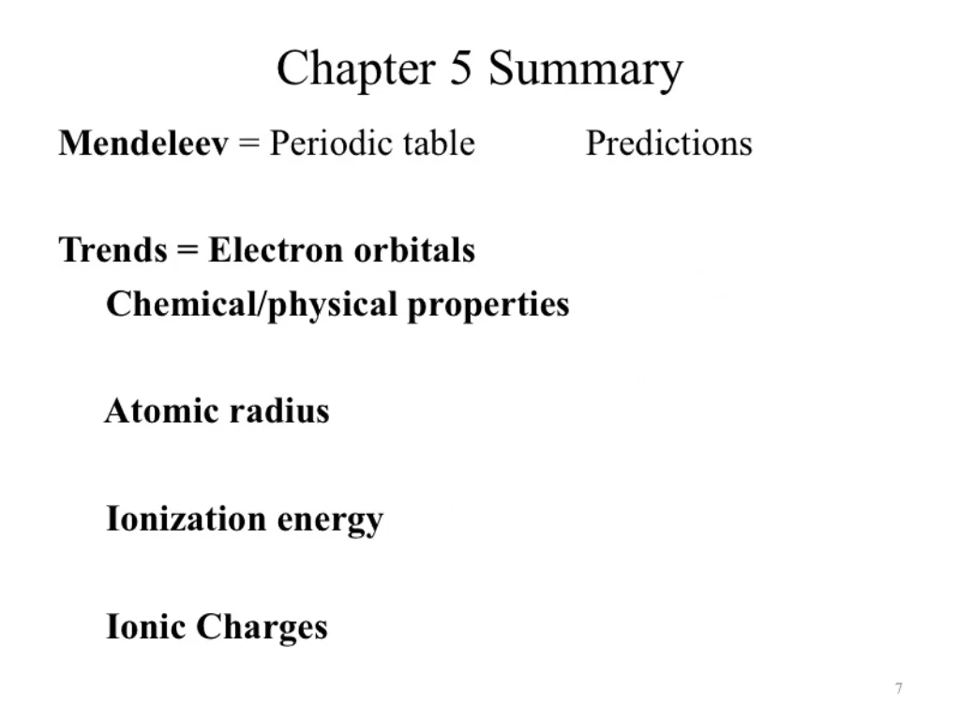 Chapter 5 Summary
Mendeleev = Periodic table Predictions
Trends = Electron orbitals
Chemical/physical properties
Atomic radius
Ionization energy
Ionic Charges
7